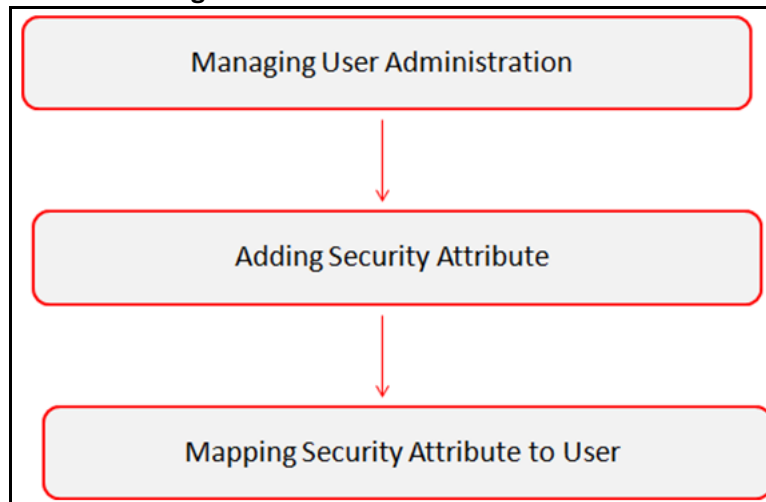 Managing User Administration
Adding Security Attribute
Mapping Security Attribute to User